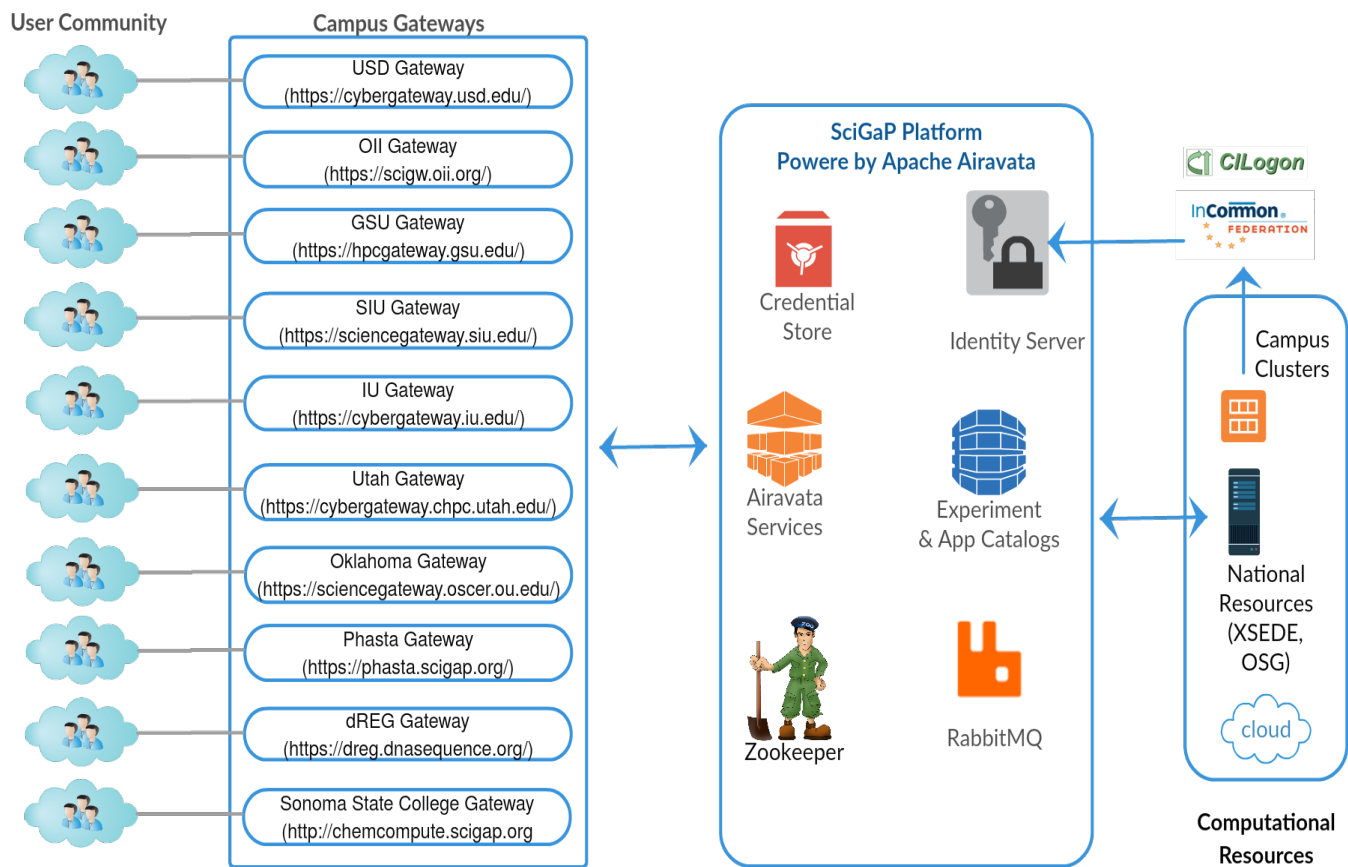 User Community
Campus Gateways
USD Gateway
(https://cybergateway.usd.edu/)
OII Gateway
(https://scigw.oii.org/)
GSU Gateway
(https://hpcgateway.gsu.edu/)
SIU Gateway
(https://sciencegateway.siu.edu/)
IU Gateway
(https://cybergateway.iu.edu/)
Utah Gateway
(https://cybergateway.chpc.utah.edu/)
Oklahoma Gateway
(https://sciencegateway.oscer.ou.edu/)
Phasta Gateway
(https://phasta.scigap.org/)
dREG Gateway
(https://dreg.dnasequence.org/)
Sonoma State College Gateway
(http://chemcompute.scigap.org
SciGaP Platform
Powere by Apache Airavata
Credential
Store
Identity Server
Airavata
Services
Experiment
& App Catalogs
ZOO
Zookeeper
RabbitMQ
CILogon
InCommon®
FEDERATION
Campus
Clusters
National
Resources
(XSEDE,
OSG)
cloud
Computational
Resources